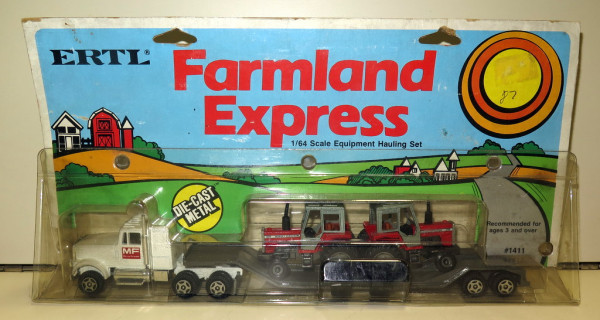 ERTL®
Farmland
Express
1/64 Scale Equipment Hauling Set
DIE-CAST
METAL
MF
Recommended for
ages 3 and over
#1411